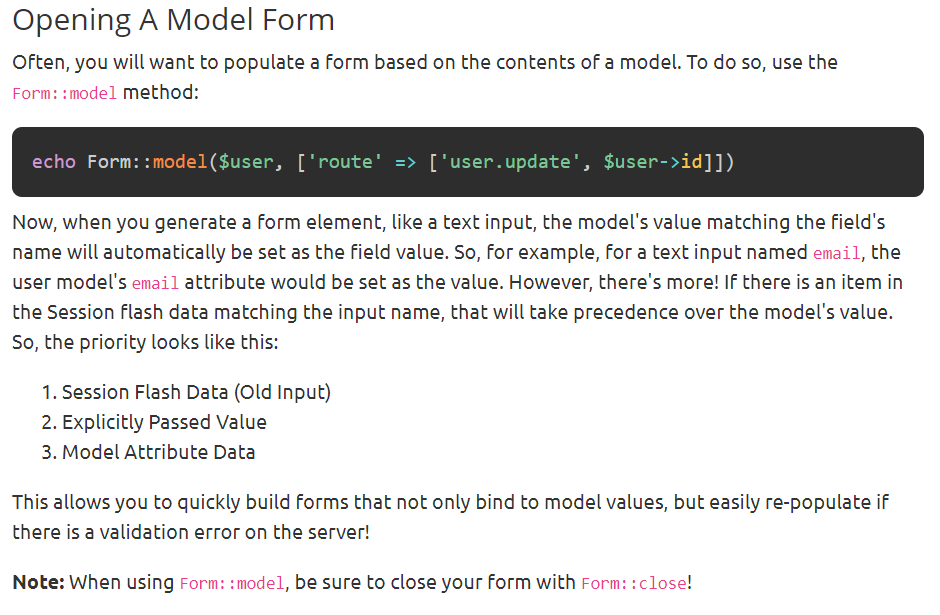 Opening A Model Form
Often, you will want to populate a form based on the contents of a model. To do so, use the
Form::model method:
echo Form::model($user, ['route' => ['user.update', $user->id]])
Now, when you generate a form element, like a text input, the model's value matching the field's
name will automatically be set as the field value. So, for example, for a text input named email, the
user model's email attribute would be set as the value. However, there's more! If there is an item in
the Session flash data matching the input name, that will take precedence over the model's value.
So, the priority looks like this:
1. Session Flash Data (Old Input)
2. Explicitly Passed Value
3. Model Attribute Data
This allows you to quickly build forms that not only bind to model values, but easily re-populate if
there is a validation error on the server!
Note: When using Form::model, be sure to close your form with Form::close!